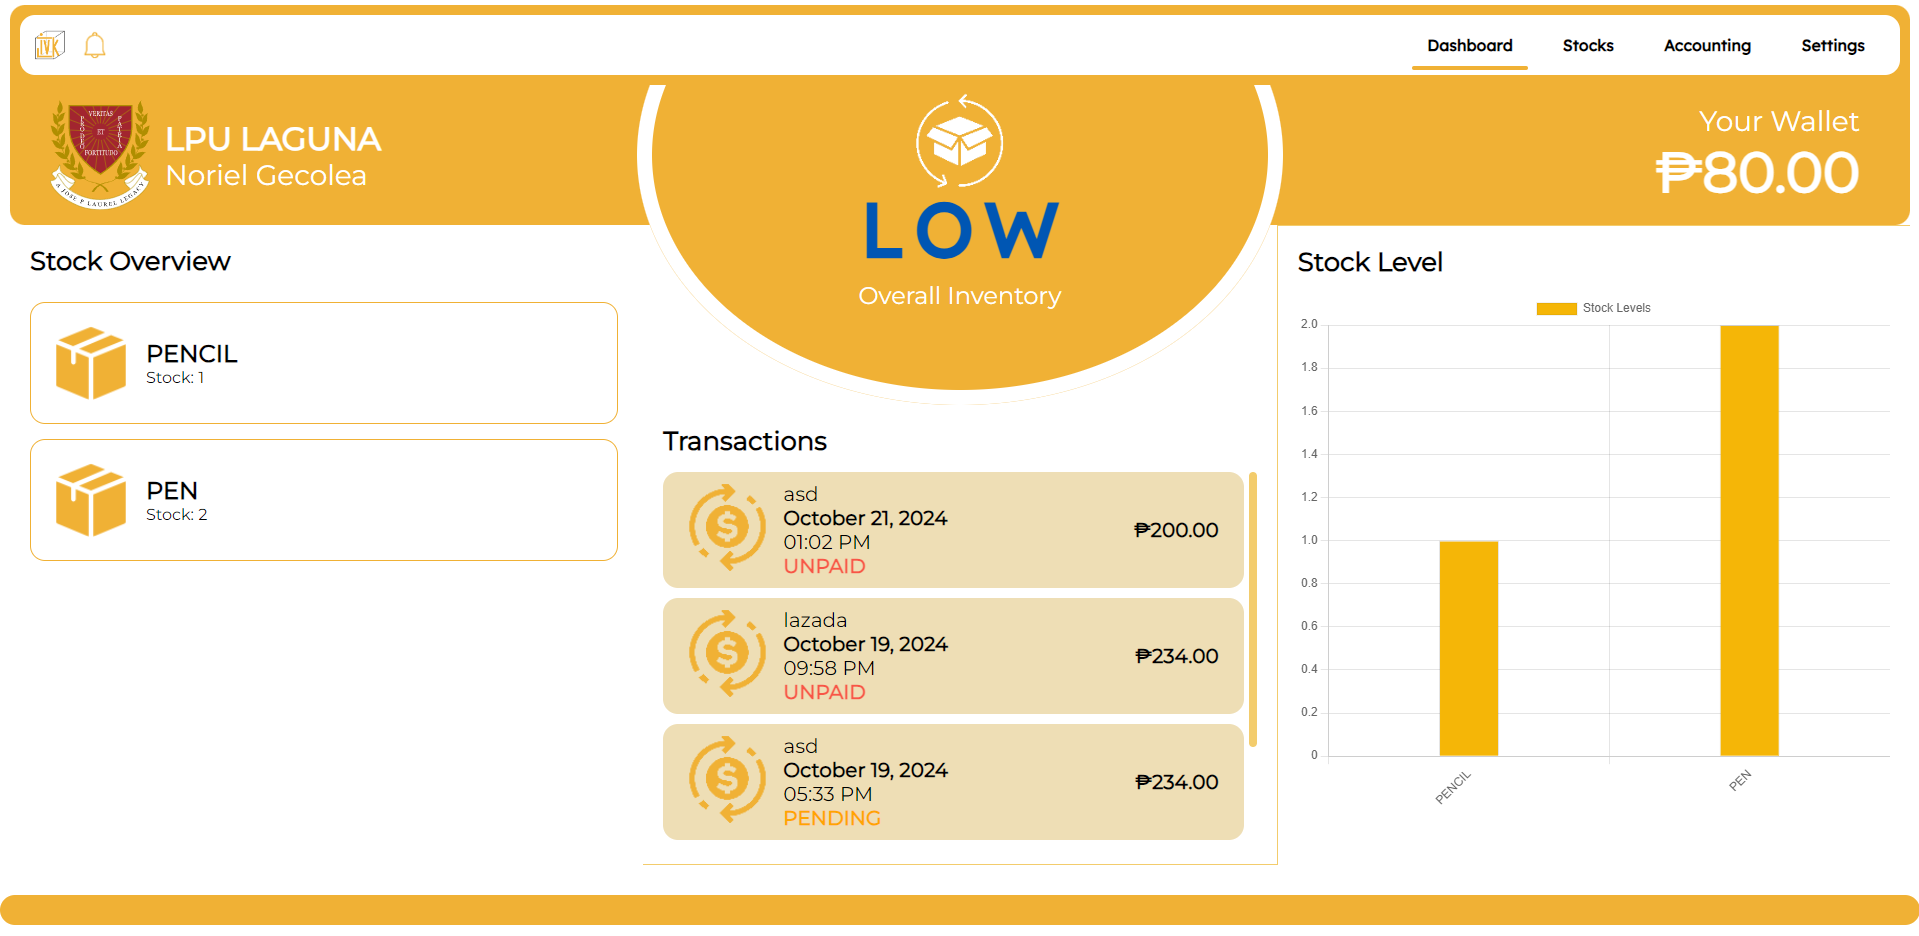 JVK
Dashboard
Stocks
Accounting
Settings
VERITAS
PRODEO
ET
PATRIA
FORTITUDO
A JOSE P LAUREL LEGACY
LPU LAGUNA
Noriel Gecolea
LOW
Overall Inventory
Your Wallet
₱80.00
Stock Overview
PENCIL
Stock: 1
PEN
Stock: 2
Transactions
asd
October 21, 2024
01:02 PM
UNPAID
₱200.00
lazada
October 19, 2024
09:58 PM
UNPAID
₱234.00
asd
October 19, 2024
05:33 PM
PENDING
₱234.00
Stock Level
Stock Levels
2.0
1.8
1.6
1.4
1.2
1.0
0.8
0.6
0.4
0.2
0
PENCIL
PEN